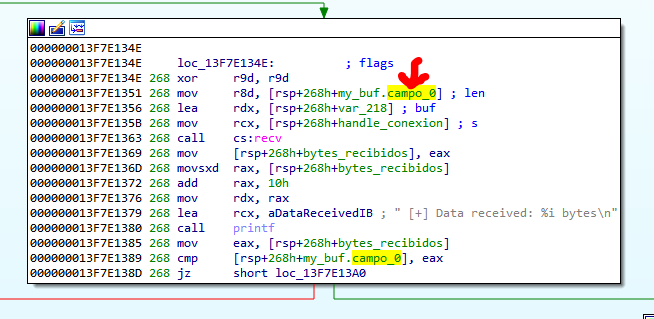 000000013F7E134E
000000013F7E134E loc_13F7E134E: ; flags
000000013F7E134E 268 xor r9d, r9d
000000013F7E1351 268 mov r8d, [rsp+268h+my_buf.campo_0] ; len
000000013F7E1356 268 lea rdx, [rsp+268h+var_218] ; buf
000000013F7E135B 268 mov rcx, [rsp+268h+handle_conexion] ; s
000000013F7E1363 268 call cs:recv
000000013F7E1369 268 mov [rsp+268h+bytes_recibidos], eax
000000013F7E136D 268 movsxd rax, [rsp+268h+bytes_recibidos]
000000013F7E1372 268 add rax, 10h
000000013F7E1376 268 mov rdx, rax
000000013F7E1379 268 lea rcx, aDataReceivedIB ; " [+] Data received: %i bytes\n"
000000013F7E1380 268 call printf
000000013F7E1385 268 mov eax, [rsp+268h+bytes_recibidos]
000000013F7E1389 268 cmp [rsp+268h+my_buf.campo_0], eax
000000013F7E138D 268 jz short loc_13F7E13A0